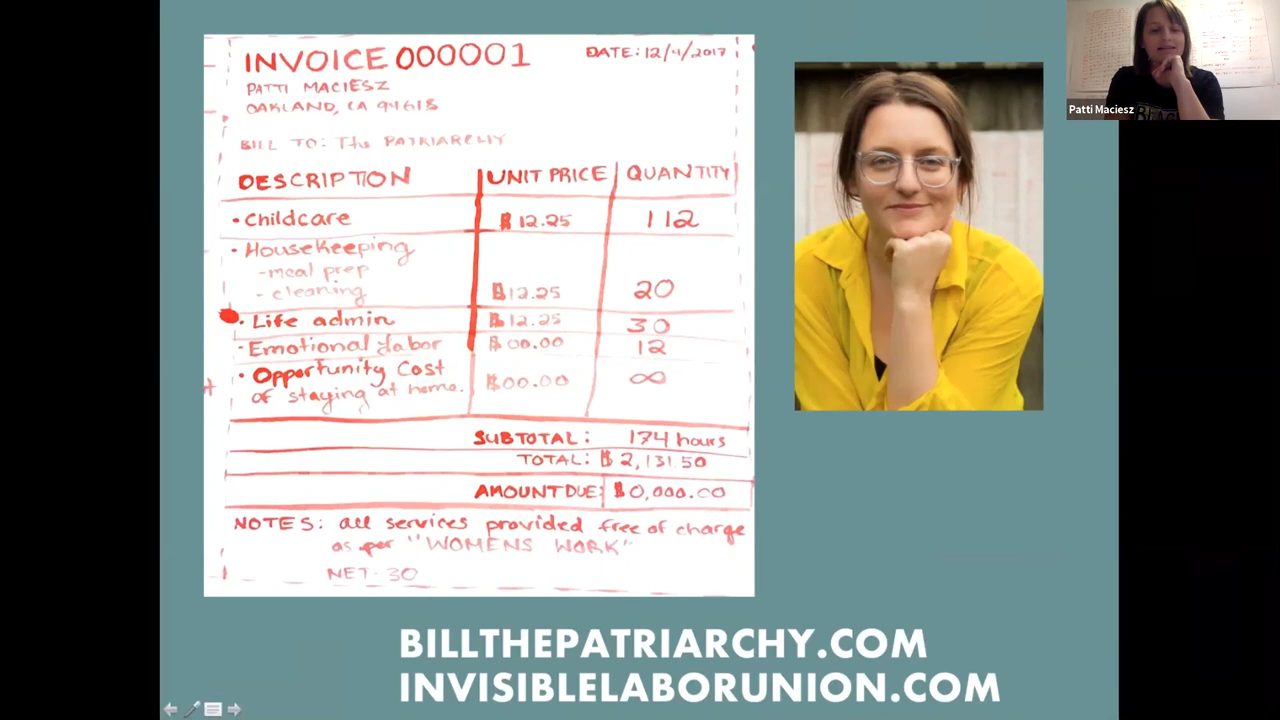 INVOICE 000001
DATE: 12/4/2017
PATTI MACIESZ
OAKLAND, CA 94618
BILL TO: The PATRIARCHY
DESCRIPTION UNIT PRICE QUANTITY
• Childcare $12.25 112
• Housekeeping
- meal prep
- cleaning $12.25 20
• Life admin $12.25 30
• Emotional labor $00.00 12
• Opportunity Cost
of staying at home. $00.00 ∞
SUBTOTAL: 174 hours
TOTAL: $2,131.50
AMOUNT DUE: $0,000.00
NOTES: all services provided free of charge
as per "WOMENS WORK"
NET-30
BILLTHEPATRIARCHY.COM
INVISIBLELABORUNION.COM
Patti Maciesz